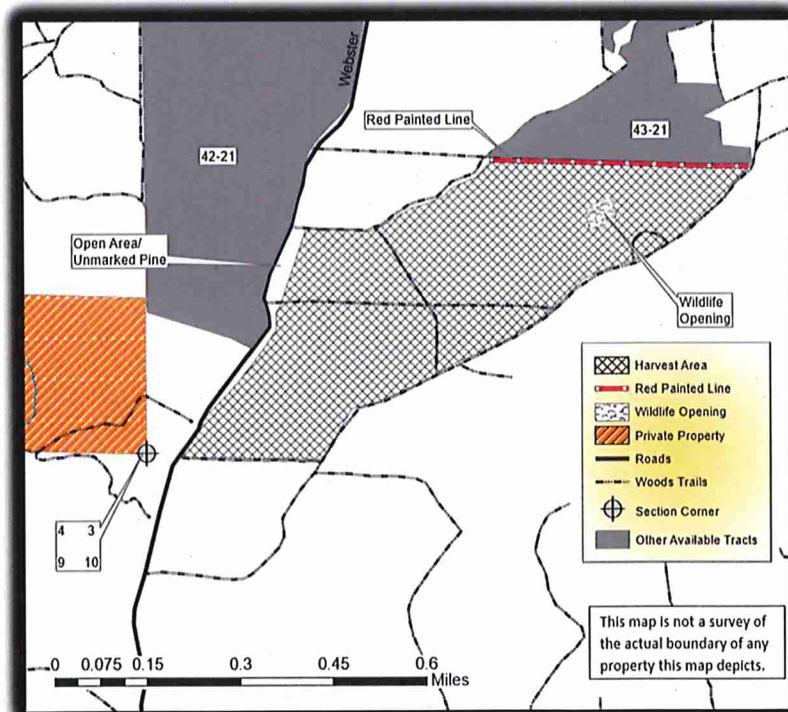 Webster
Red Painted Line
42-21
43-21
Open Area/
Unmarked Pine
Wildlife
Opening
Harvest Area
Red Painted Line
Wildlife Opening
Private Property
Roads
Woods Trails
Section Corner
Other Available Tracts
4 3
9 10
This map is not a survey of
the actual boundary of any
property this map depicts.
0 0.075 0.15 0.3 0.45 0.6
Miles